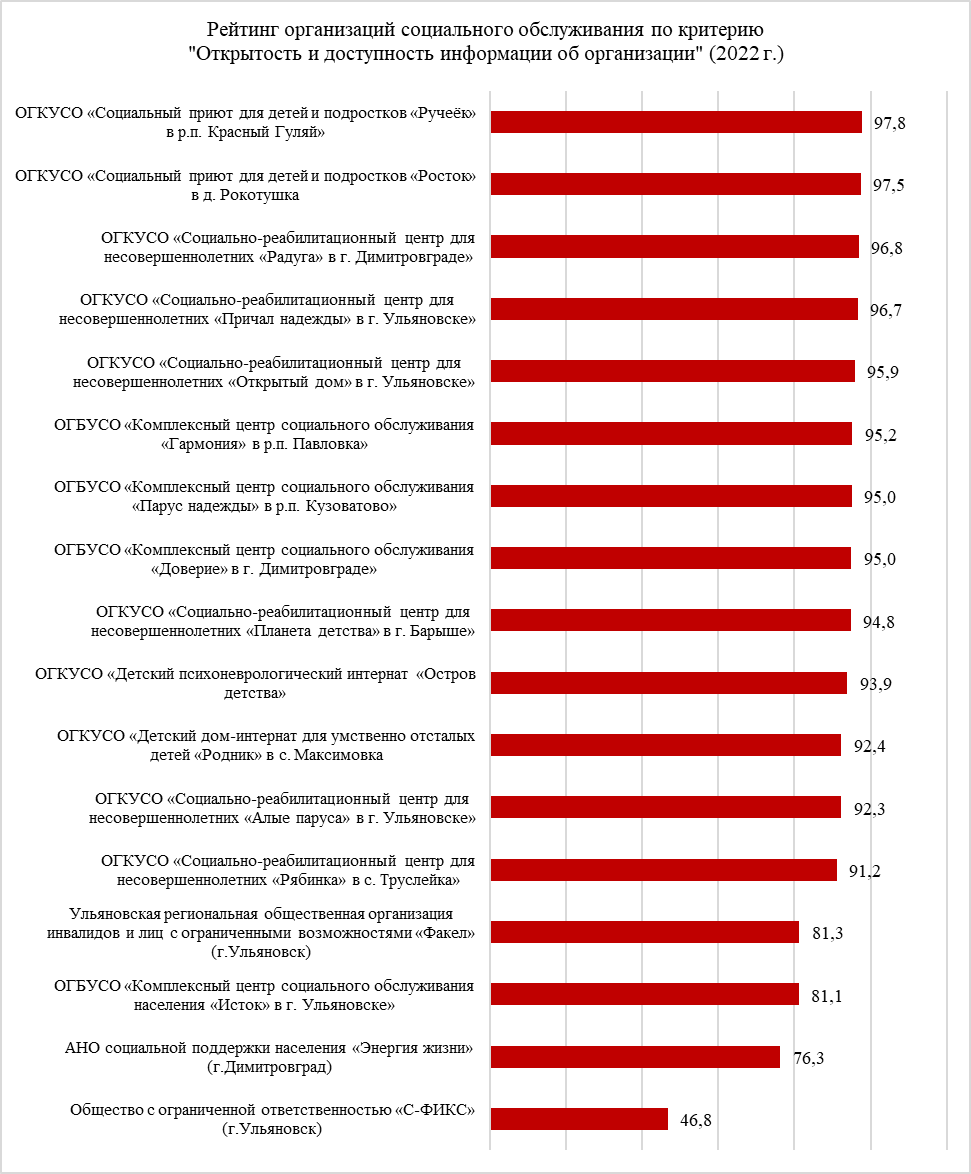 Рейтинг организаций социального обслуживания по критерию
"Открытость и доступность информации об организации" (2022 г.)
ОГКУСО «Социальный приют для детей и подростков «Ручеёк»
в р.п. Красный Гуляй»
97,8
ОГКУСО «Социальный приют для детей и подростков «Росток»
в д. Рокотушка
97,5
ОГКУСО «Социально-реабилитационный центр для
несовершеннолетних «Радуга» в г. Димитровграде»
96,8
ОГКУСО «Социально-реабилитационный центр для
несовершеннолетних «Причал надежды» в г. Ульяновске»
96,7
ОГКУСО «Социально-реабилитационный центр для
несовершеннолетних «Открытый дом» в г. Ульяновске»
95,9
ОГБУСО «Комплексный центр социального обслуживания
«Гармония» в р.п. Павловка»
95,2
ОГБУСО «Комплексный центр социального обслуживания
«Парус надежды» в р.п. Кузоватово»
95,0
ОГБУСО «Комплексный центр социального обслуживания
«Доверие» в г. Димитровграде»
95,0
ОГКУСО «Социально-реабилитационный центр для
несовершеннолетних «Планета детства» в г. Барыше»
94,8
ОГКУСО «Детский психоневрологический интернат «Остров
детства»
93,9
ОГКУСО «Детский дом-интернат для умственно отсталых
детей «Родник» в с. Максимовка
92,4
ОГКУСО «Социально-реабилитационный центр для
несовершеннолетних «Алые паруса» в г. Ульяновске»
92,3
ОГКУСО «Социально-реабилитационный центр для
несовершеннолетних «Рябинка» в с. Труслейка»
91,2
Ульяновская региональная общественная организация
инвалидов и лиц с ограниченными возможностями «Факел»
(г.Ульяновск)
81,3
ОГБУСО «Комплексный центр социального обслуживания
населения «Исток» в г. Ульяновске»
81,1
АНО социальной поддержки населения «Энергия жизни»
(г.Димитровград)
76,3
Общество с ограниченной ответственностью «С-ФИКС»
(г.Ульяновск)
46,8